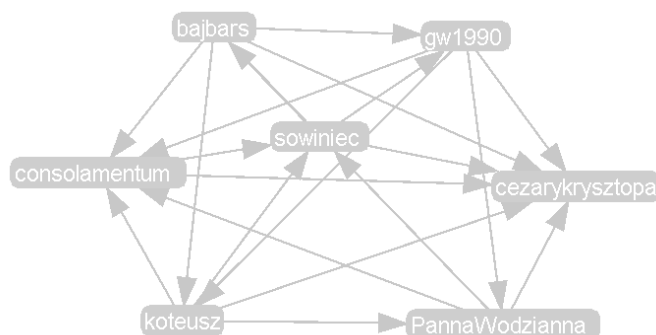 bajbars
gw1990
sowiniec
consolamentum
cezarykrysztopa
koteusz
PannaWodzianna